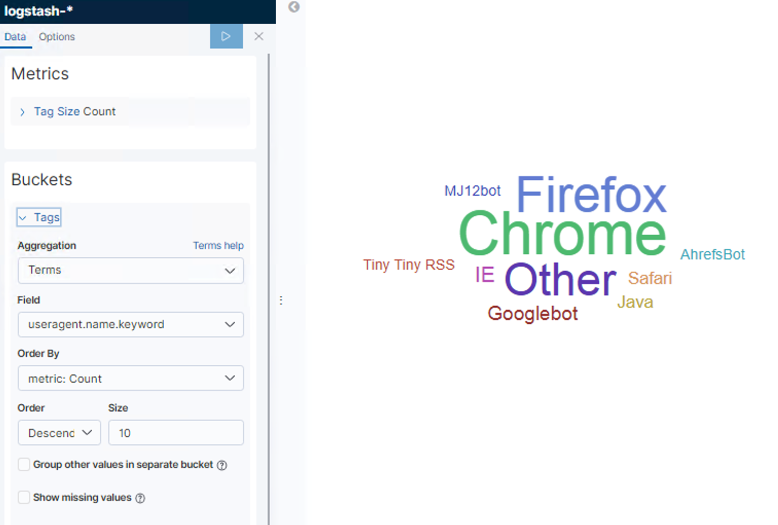 logstash-*
Data Options
Metrics
Tag Size Count
Buckets
Tags
Aggregation Terms help
Terms
Field
useragent.name.keyword
Order By
metric: Count
Order Size
Descenc 10
Group other values in separate bucket
Show missing values
MJ12bot Firefox
Chrome
Tiny Tiny RSS IE Other Safari AhrefsBot
Googlebot Java